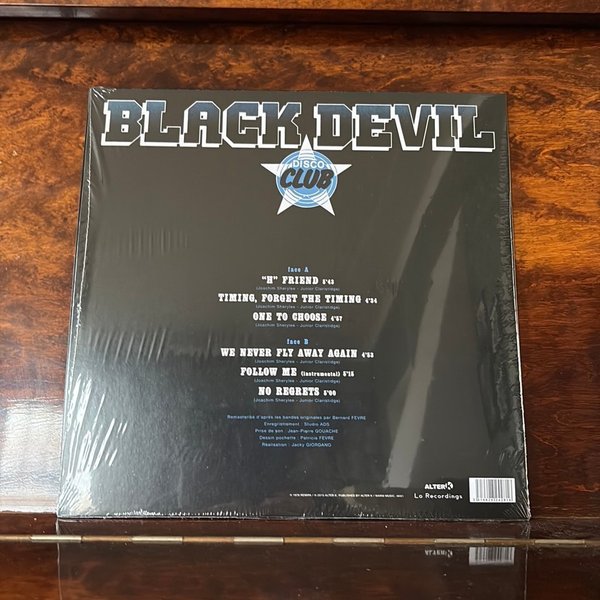 BLACK DEVIL
DISCO
CLUB
face A
"H" FRIEND 5'43
(Joachim Sherylee - Junior Claristidge)
TIMING, FORGET THE TIMING 4'34
(Joachim Sherylee - Junior Claristidge)
ONE TO CHOOSE 4'57
(Joachim Sherylee - Junior Claristidge)
face B
WE NEVER FLY AWAY AGAIN 4'53
(Joachim Sherylee - Junior Claristidge)
FOLLOW ME (instrumental) 5'15
(Joachim Sherylee - Junior Claristidge)
NO REGRETS 5'00
(Joachim Sherylee - Junior Claristidge)
Remasterisé d'après les bandes originales par Bernard FEVRE
Enregistrement : Studio ADS
Prise de son : Jean-Pierre GOUACHE
Dessin pochette : Patricia FEVRE
Réalisation : Jacky GIORDANO
ALTER K
Lo Recordings